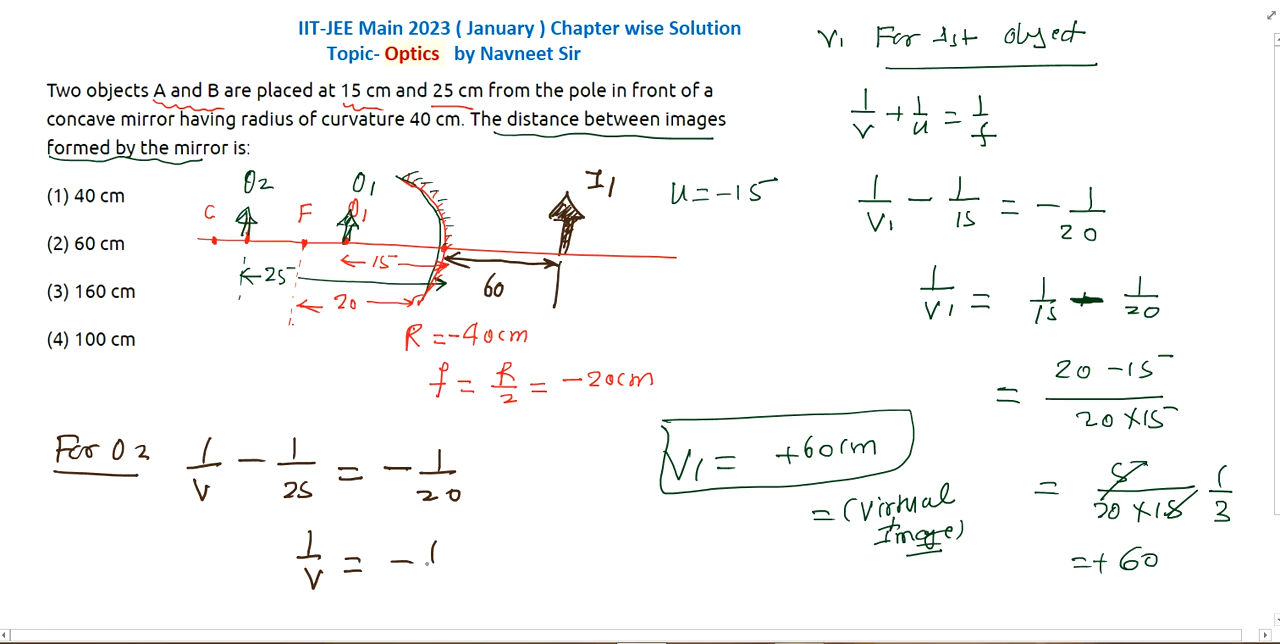 IIT-JEE Main 2023 ( January ) Chapter wise Solution
Topic- Optics by Navneet Sir
Two objects A and B are placed at 15 cm and 25 cm from the pole in front of a
concave mirror having radius of curvature 40 cm. The distance between images
formed by the mirror is:
(1) 40 cm
(2) 60 cm
(3) 160 cm
(4) 100 cm
O2 O1 I1
C F O1
15
25
20
60
R = -40cm
f = R/2 = -20cm
V1 For 1st object
1/v + 1/u = 1/f
u = -15
1/V1 - 1/15 = - 1/20
1/V1 = 1/15 - 1/20
= 20 - 15 / 20 × 15
= 5 / 20 × 15 1/3
= + 60
V1 = +60cm
= (Virtual
Image)
For O2 1/v - 1/25 = - 1/20
1/v = - 1